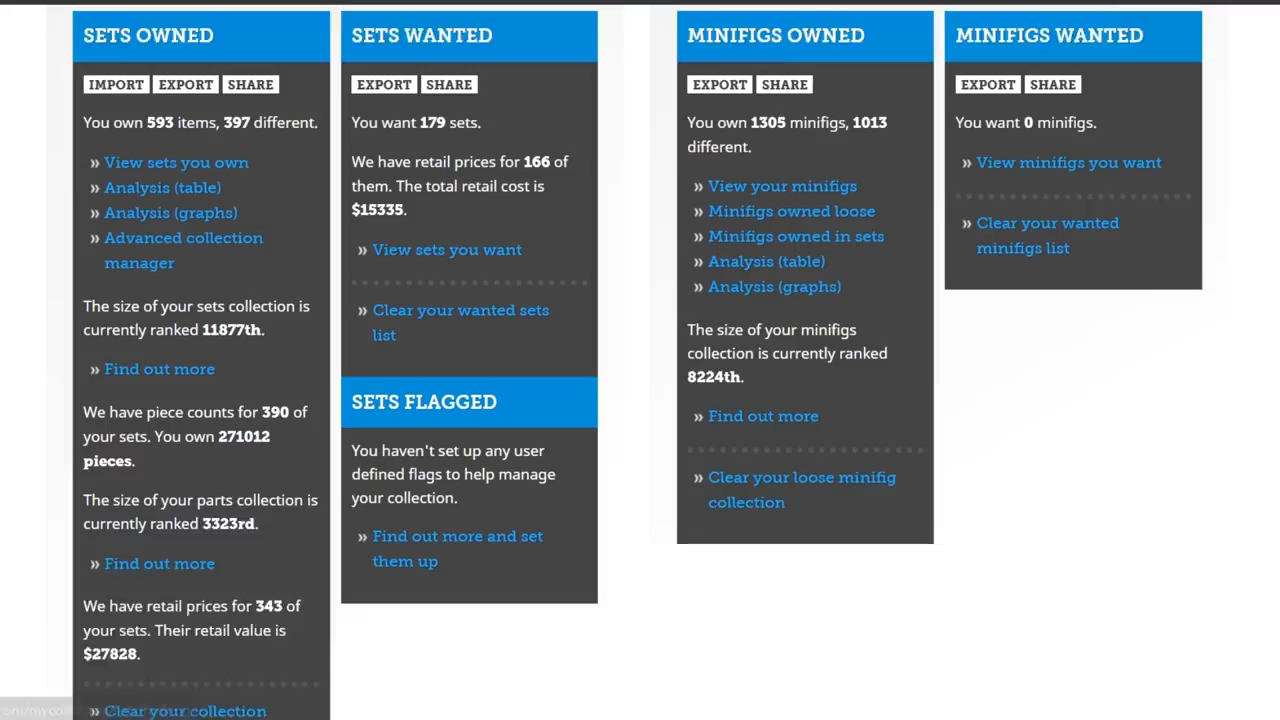 SETS OWNED
IMPORT EXPORT SHARE
You own 593 items, 397 different.
» View sets you own
» Analysis (table)
» Analysis (graphs)
» Advanced collection
manager
The size of your sets collection is
currently ranked 11877th.
» Find out more
We have piece counts for 390 of
your sets. You own 271012
pieces.
The size of your parts collection is
currently ranked 3323rd.
» Find out more
We have retail prices for 343 of
your sets. Their retail value is
$27828.
» Clear your collection
SETS WANTED
EXPORT SHARE
You want 179 sets.
We have retail prices for 166 of
them. The total retail cost is
$15335.
» View sets you want
» Clear your wanted sets
list
SETS FLAGGED
You haven't set up any user
defined flags to help manage
your collection.
» Find out more and set
them up
MINIFIGS OWNED
EXPORT SHARE
You own 1305 minifigs, 1013
different.
» View your minifigs
» Minifigs owned loose
» Minifigs owned in sets
» Analysis (table)
» Analysis (graphs)
The size of your minifigs
collection is currently ranked
8224th.
» Find out more
» Clear your loose minifig
collection
MINIFIGS WANTED
EXPORT SHARE
You want 0 minifigs.
» View minifigs you want
» Clear your wanted
minifigs list